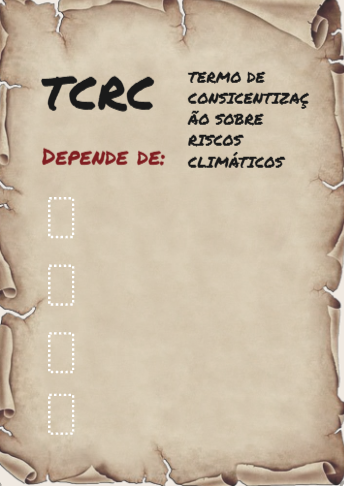 TCRC
TERMO DE
CONSICENTIZAÇ
ÃO SOBRE
RISCOS
CLIMÁTICOS
DEPENDE DE: